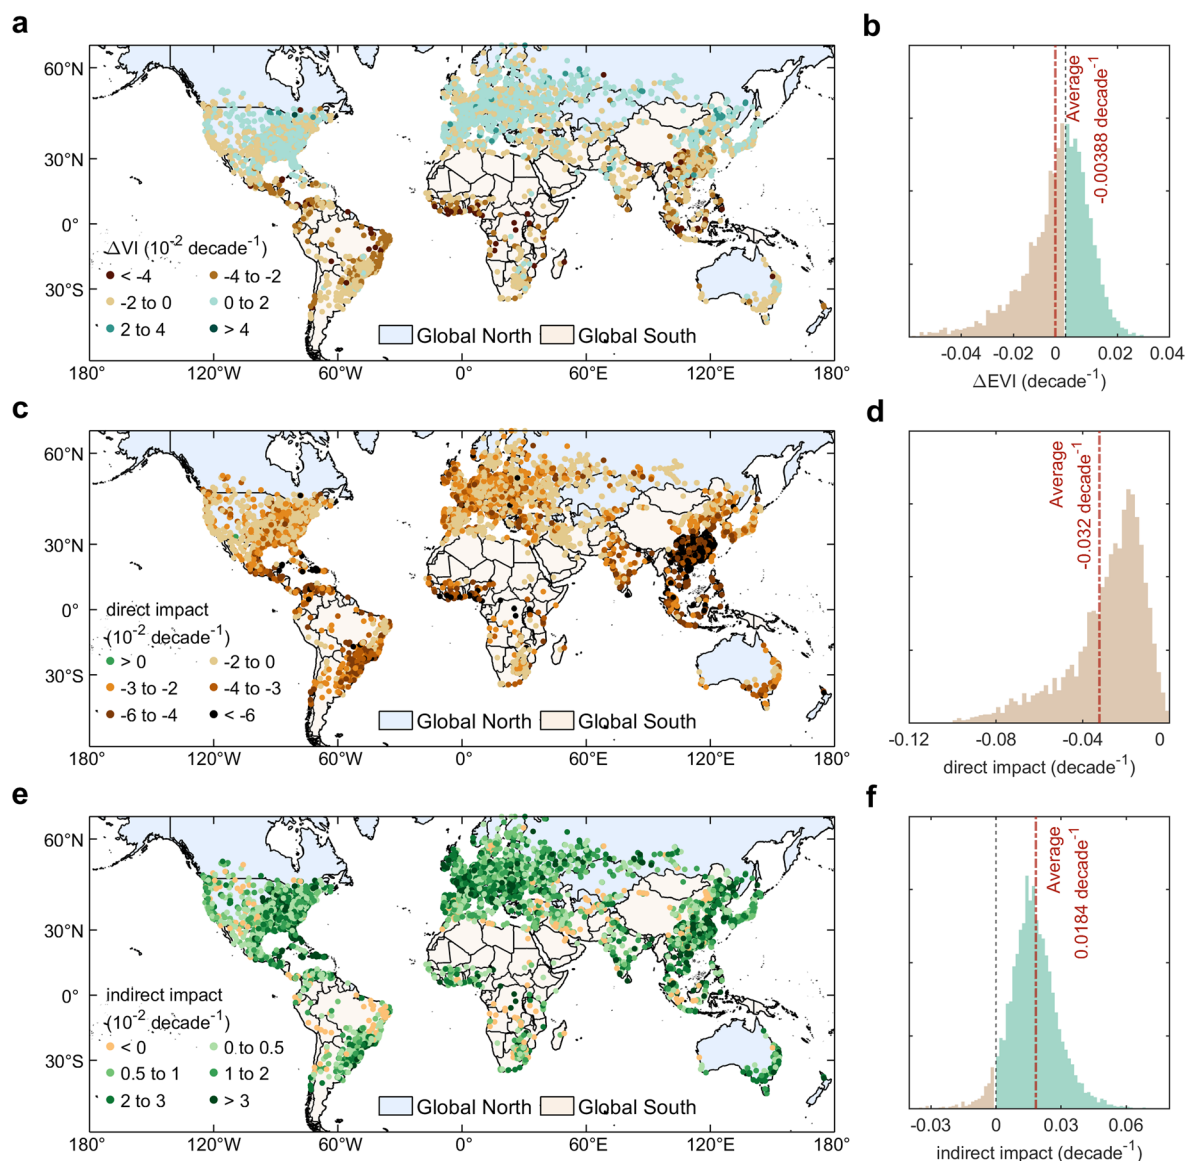 a
60°N
30°N
0°
30°S
ΔVI (10⁻² decade⁻¹)
< -4
-4 to -2
-2 to 0
0 to 2
2 to 4
> 4
Global North
Global South
180°
120°W
60°W
0°
60°E
120°E
180°
b
Average
-0.00388 decade⁻¹
-0.04
-0.02
0
0.02
0.04
ΔEVI (decade⁻¹)
c
60°N
30°N
0°
30°S
direct impact
(10⁻² decade⁻¹)
> 0
-2 to 0
-3 to -2
-4 to -3
-6 to -4
< -6
Global North
Global South
180°
120°W
60°W
0°
60°E
120°E
180°
d
Average
-0.032 decade⁻¹
-0.12
-0.08
-0.04
0
direct impact (decade⁻¹)
e
60°N
30°N
0°
30°S
indirect impact
(10⁻² decade⁻¹)
< 0
0 to 0.5
0.5 to 1
1 to 2
2 to 3
> 3
Global North
Global South
180°
120°W
60°W
0°
60°E
120°E
180°
f
Average
0.0184 decade⁻¹
-0.03
0
0.03
0.06
indirect impact (decade⁻¹)